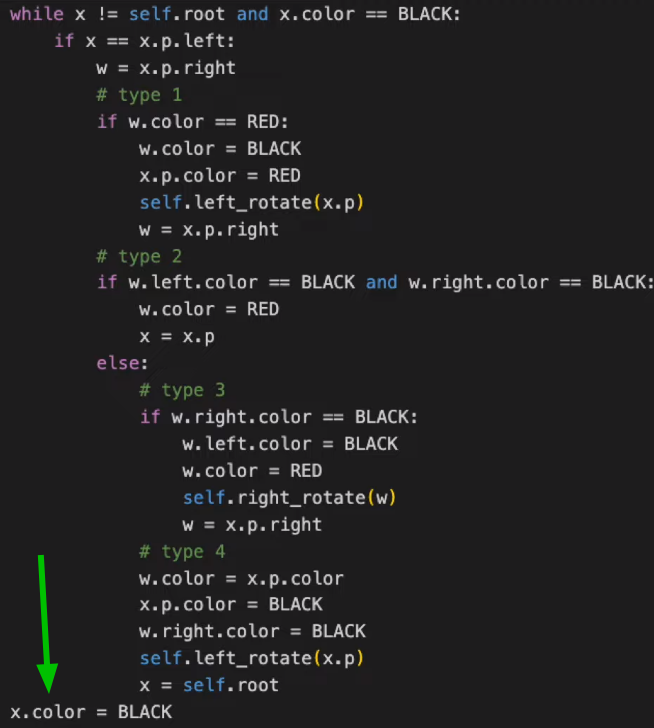 while x != self.root and x.color == BLACK:
    if x == x.p.left:
        w = x.p.right
        # type 1
        if w.color == RED:
            w.color = BLACK
            x.p.color = RED
            self.left_rotate(x.p)
            w = x.p.right
        # type 2
        if w.left.color == BLACK and w.right.color == BLACK:
            w.color = RED
            x = x.p
        else:
            # type 3
            if w.right.color == BLACK:
                w.left.color = BLACK
                w.color = RED
                self.right_rotate(w)
                w = x.p.right
            # type 4
            w.color = x.p.color
            x.p.color = BLACK
            w.right.color = BLACK
            self.left_rotate(x.p)
            x = self.root
x.color = BLACK